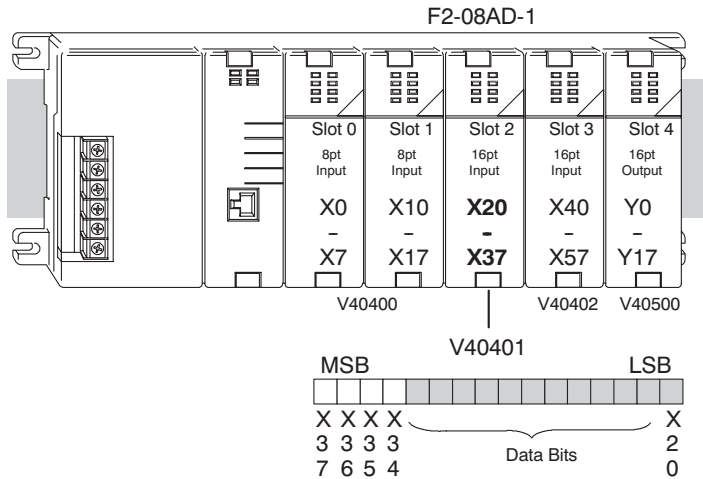 F2-08AD-1
Slot 0 Slot 1 Slot 2 Slot 3 Slot 4
8pt 8pt 16pt 16pt 16pt
Input Input Input Input Output
X0 X10 X20 X40 Y0
- - - - -
X7 X17 X37 X57 Y17
V40400 V40402 V40500
V40401
MSB LSB
X X X X X
3 3 3 3 2
7 6 5 4 0
Data Bits